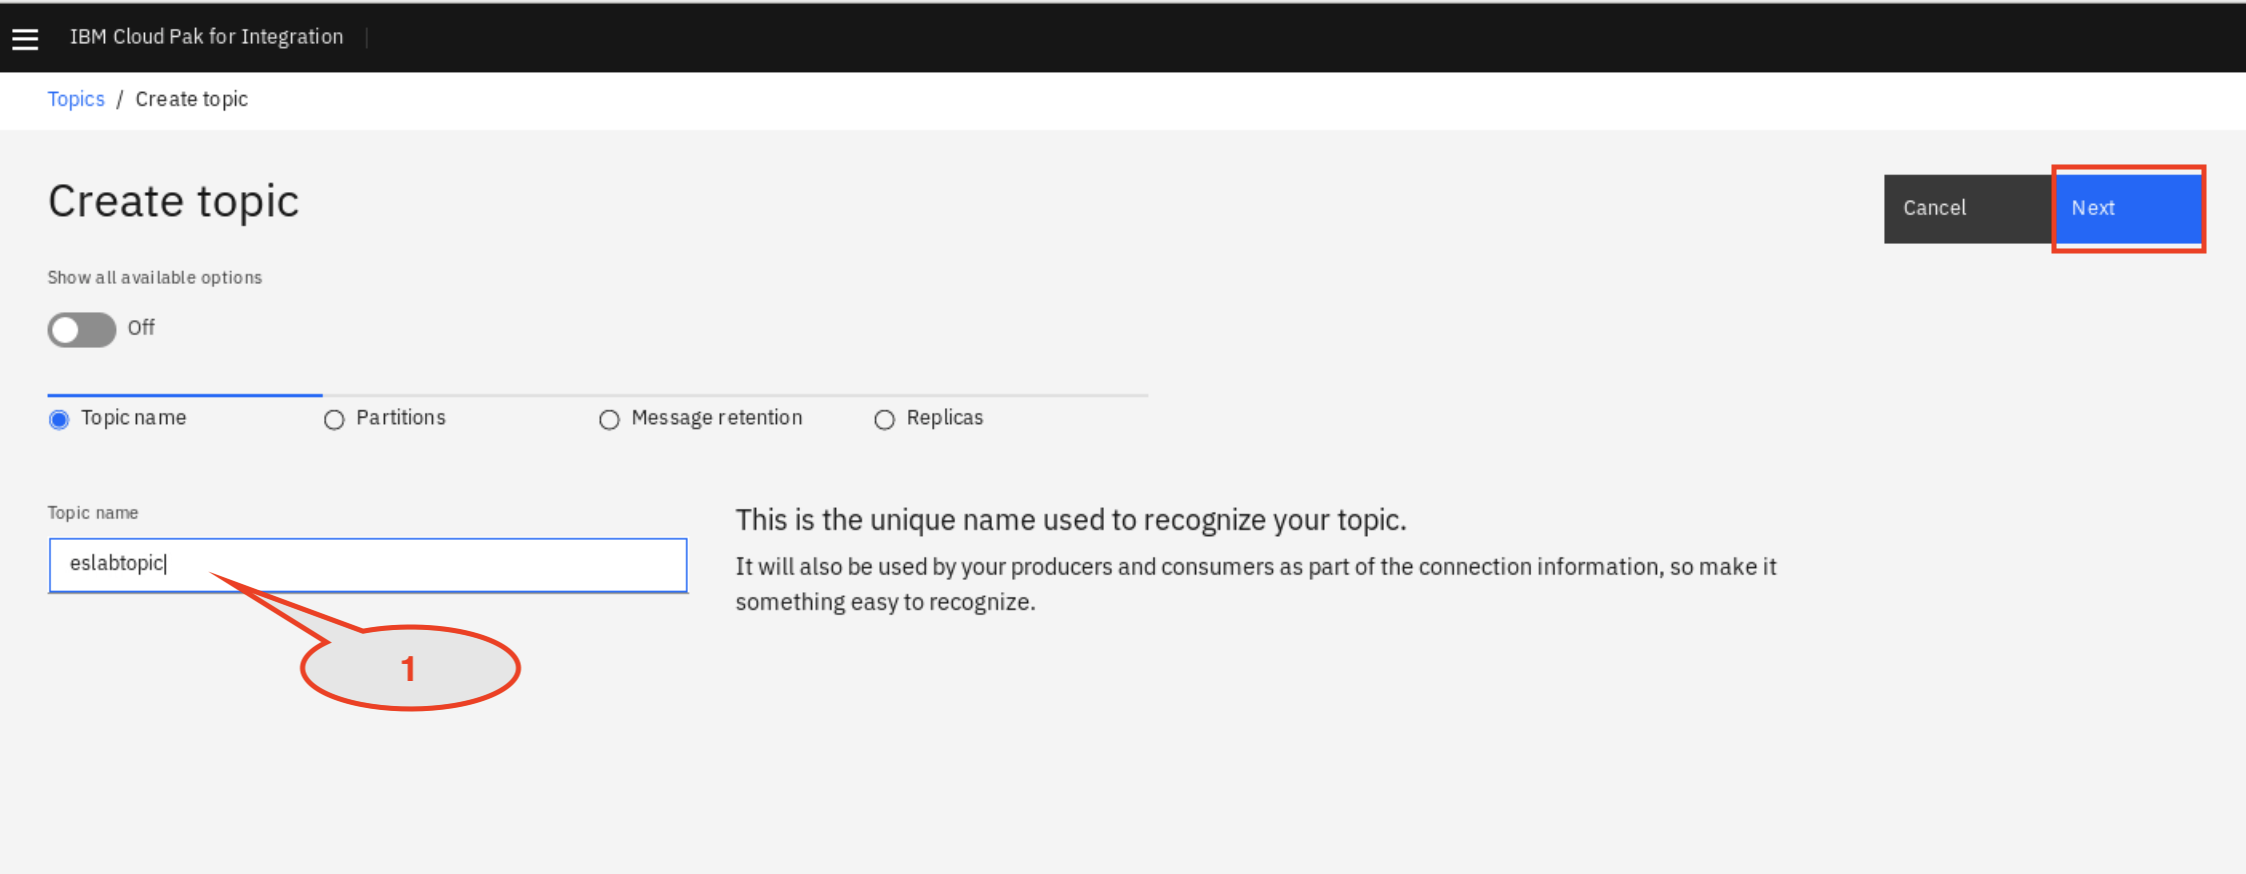 IBM Cloud Pak for Integration
Topics / Create topic
Create topic
Cancel
Next
Show all available options
Off
Topic name
Partitions
Message retention
Replicas
Topic name
eslabtopic
This is the unique name used to recognize your topic.
It will also be used by your producers and consumers as part of the connection information, so make it
something easy to recognize.
1